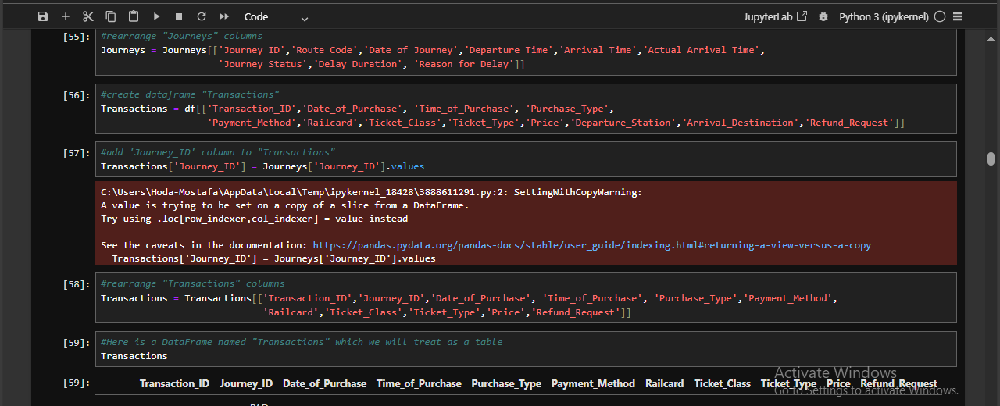 Code
JupyterLab
Python 3 (ipykernel)
[55]:
#rearrange "Journeys" columns
Journeys = Journeys[['Journey_ID','Route_Code','Date_of_Journey','Departure_Time','Arrival_Time','Actual_Arrival_Time',
'Journey_Status','Delay_Duration', 'Reason_for_Delay']]
[56]:
#create dataframe "Transactions"
Transactions = df[['Transaction_ID','Date_of_Purchase', 'Time_of_Purchase', 'Purchase_Type',
'Payment_Method','Railcard','Ticket_Class','Ticket_Type','Price','Departure_Station','Arrival_Destination','Refund_Request']]
[57]:
#add 'Journey_ID' column to "Transactions"
Transactions['Journey_ID'] = Journeys['Journey_ID'].values
C:\Users\Hoda-Mostafa\AppData\Local\Temp\ipykernel_18428\3888611291.py:2: SettingWithCopyWarning:
A value is trying to be set on a copy of a slice from a DataFrame.
Try using .loc[row_indexer,col_indexer] = value instead
See the caveats in the documentation: https://pandas.pydata.org/pandas-docs/stable/user_guide/indexing.html#returning-a-view-versus-a-copy
Transactions['Journey_ID'] = Journeys['Journey_ID'].values
[58]:
#rearrange "Transactions" columns
Transactions = Transactions[['Transaction_ID','Journey_ID','Date_of_Purchase', 'Time_of_Purchase', 'Purchase_Type','Payment_Method',
'Railcard','Ticket_Class','Ticket_Type','Price','Refund_Request']]
[59]:
#Here is a DataFrame named "Transactions" which we will treat as a table
Transactions
[59]:
Transaction_ID Journey_ID Date_of_Purchase Time_of_Purchase Purchase_Type Payment_Method Railcard Ticket_Class Ticket_Type Price Refund_Request
Activate Windows
Go to Settings to activate Windows.